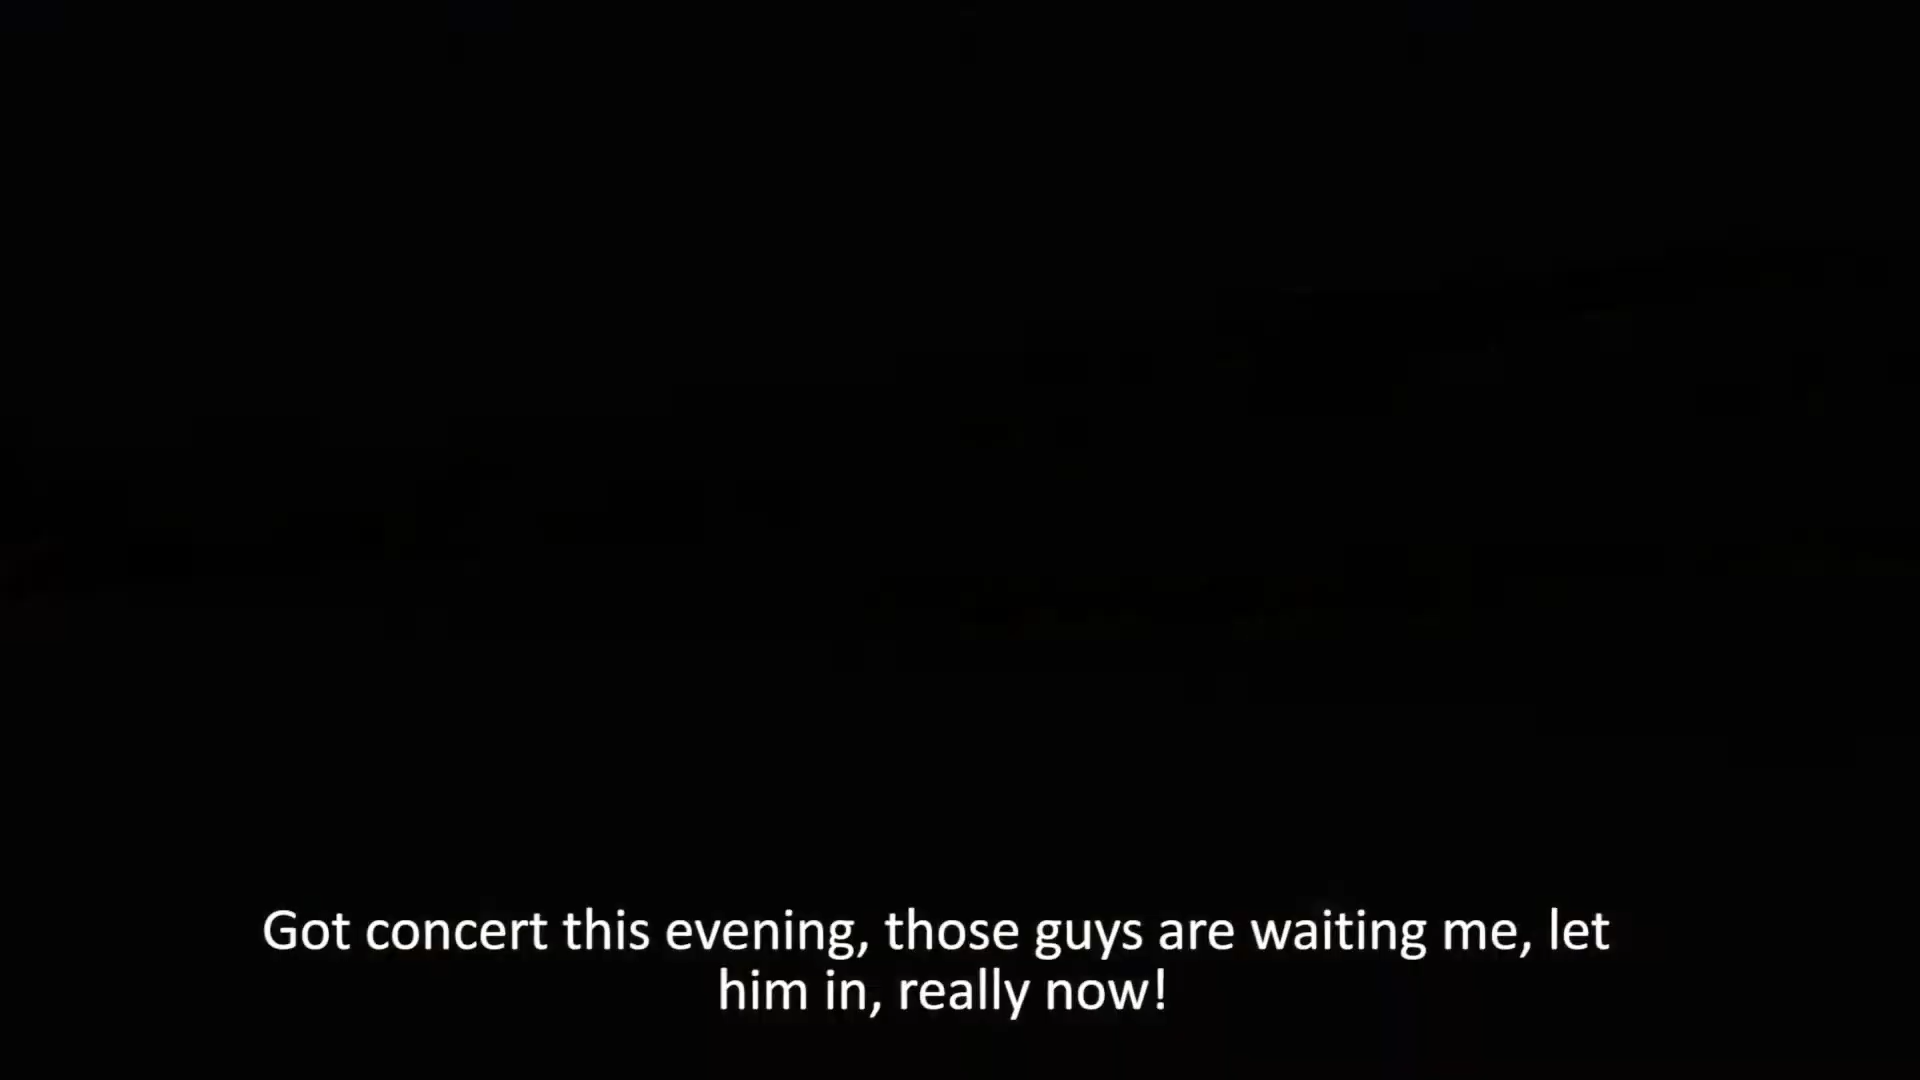 Got concert this evening, those guys are waiting me, let
him in, really now!